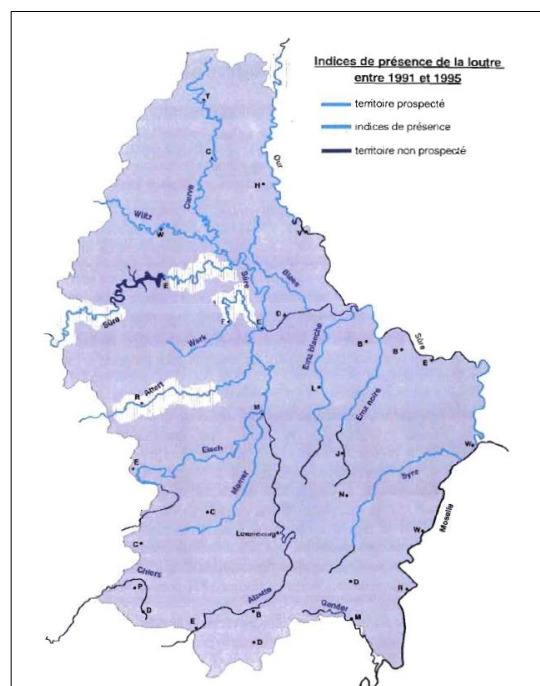 Indices de présence de la loutre
entre 1991 et 1995
territoire prospecté
indices de présence
territoire non prospecté
T
C
Clerve
Our
H
Wiltz
W
V
E
Sûre
Blees
Sûre
F
E
D
Wark
Sûre
B
B
E
Ernz blanche
Ernz noire
L
R
Attert
M
W
Eisch
E
Mamer
J
Syre
N
C
Luxembourg
C
W
Moselle
Chiers
P
D
Alzette
D
R
E
B
Gander
M
D